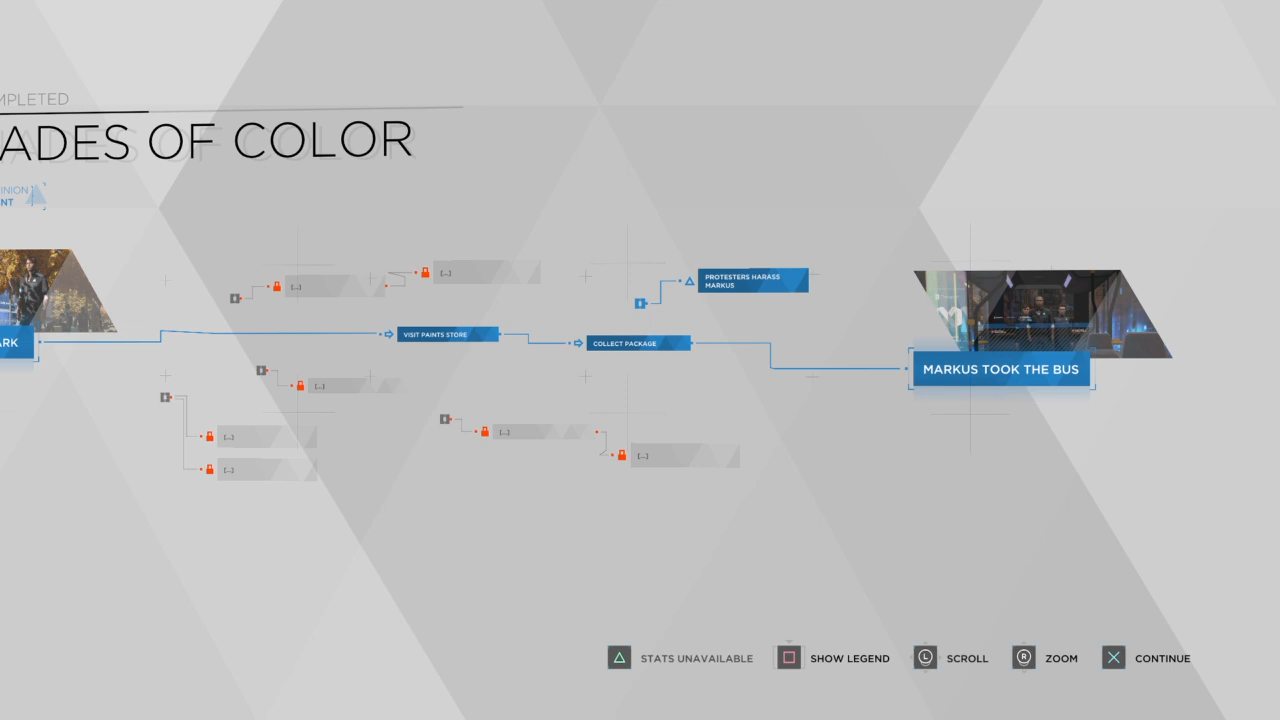 MPLETED
ADES OF COLOR
INION
NT
[...]
[...]
PROTESTERS HARASS
MARKUS
ARK
VISIT PAINTS STORE
COLLECT PACKAGE
MARKUS TOOK THE BUS
[...]
[...]
[...]
[...]
[...]
STATS UNAVAILABLE
SHOW LEGEND
L
SCROLL
R
ZOOM
CONTINUE